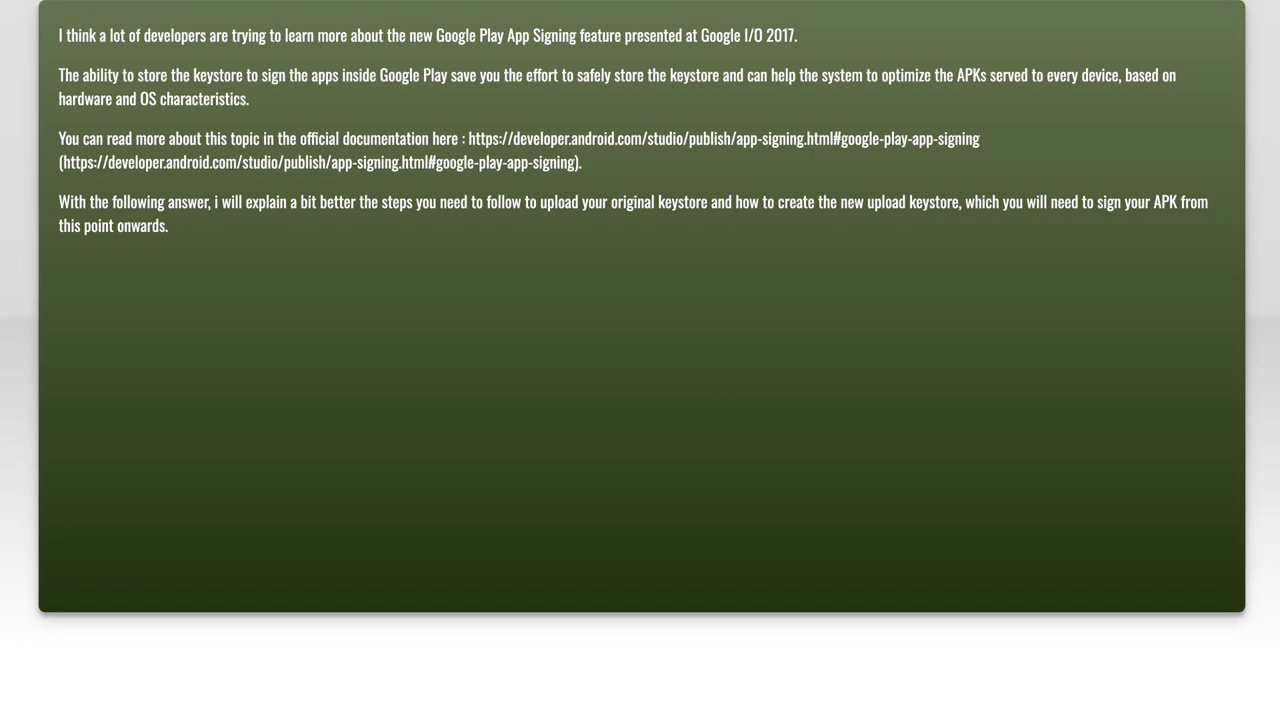 I think a lot of developers are trying to learn more about the new Google Play App Signing feature presented at Google I/O 2017.
The ability to store the keystore to sign the apps inside Google Play save you the effort to safely store the keystore and can help the system to optimize the APKs served to every device, based on
hardware and OS characteristics.
You can read more about this topic in the official documentation here : https://developer.android.com/studio/publish/app-signing.html#google-play-app-signing
(https://developer.android.com/studio/publish/app-signing.html#google-play-app-signing).
With the following answer, i will explain a bit better the steps you need to follow to upload your original keystore and how to create the new upload keystore, which you will need to sign your APK from
this point onwards.